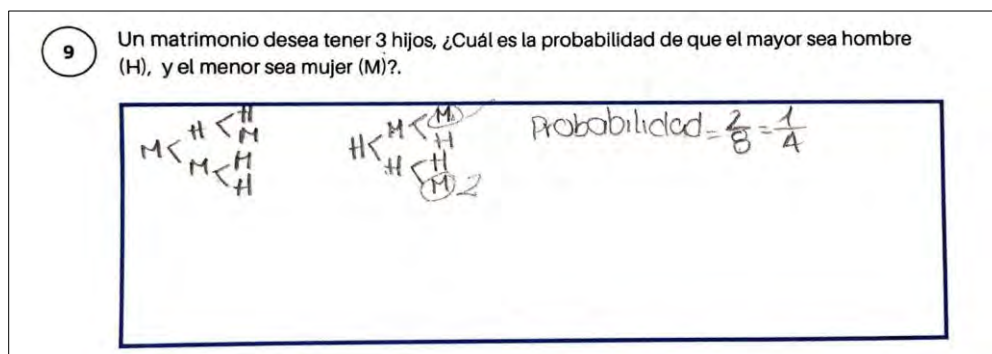 9
Un matrimonio desea tener 3 hijos, ¿Cuál es la probabilidad de que el mayor sea hombre
(H), y el menor sea mujer (M)?.
M < H < H
M
M < H
H
H < M < M
H
H < H
M 2
Probabilidad = 2/8 = 1/4